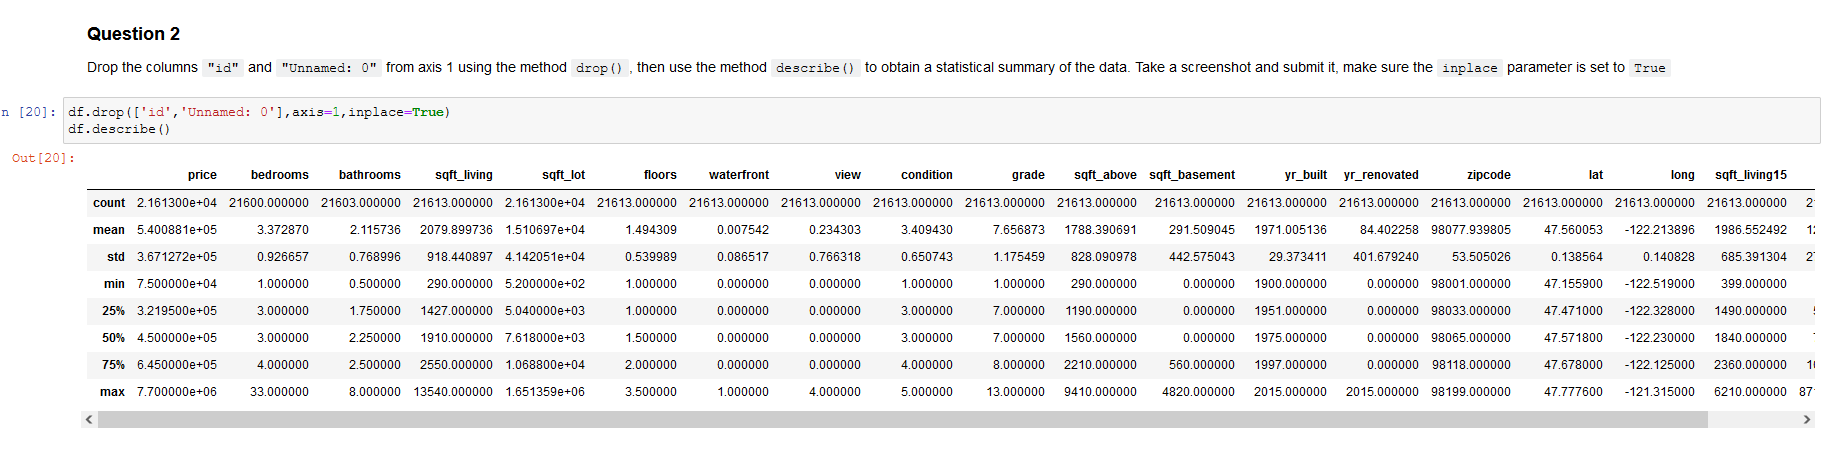 Question 2
Drop the columns "id" and "Unnamed: 0" from axis 1 using the method drop() , then use the method describe() to obtain a statistical summary of the data. Take a screenshot and submit it, make sure the inplace parameter is set to True
n [20]: df.drop(['id','Unnamed: 0'],axis=1,inplace=True)
df.describe()
Out[20]:
price bedrooms bathrooms sqft_living sqft_lot floors waterfront view condition grade sqft_above sqft_basement yr_built yr_renovated zipcode lat long sqft_living15
count 2.161300e+04 21600.000000 21603.000000 21613.000000 2.161300e+04 21613.000000 21613.000000 21613.000000 21613.000000 21613.000000 21613.000000 21613.000000 21613.000000 21613.000000 21613.000000 21613.000000 21613.000000 21613.000000 21
mean 5.400881e+05 3.372870 2.115736 2079.899736 1.510697e+04 1.494309 0.007542 0.234303 3.409430 7.656873 1788.390691 291.509045 1971.005136 84.402258 98077.939805 47.560053 -122.213896 1986.552492 12
std 3.671272e+05 0.926657 0.768996 918.440897 4.142051e+04 0.539989 0.086517 0.766318 0.650743 1.175459 828.090978 442.575043 29.373411 401.679240 53.505026 0.138564 0.140828 685.391304 27
min 7.500000e+04 1.000000 0.500000 290.000000 5.200000e+02 1.000000 0.000000 0.000000 1.000000 1.000000 290.000000 0.000000 1900.000000 0.000000 98001.000000 47.155900 -122.519000 399.000000
25% 3.219500e+05 3.000000 1.750000 1427.000000 5.040000e+03 1.000000 0.000000 0.000000 3.000000 7.000000 1190.000000 0.000000 1951.000000 0.000000 98033.000000 47.471000 -122.328000 1490.000000
50% 4.500000e+05 3.000000 2.250000 1910.000000 7.618000e+03 1.500000 0.000000 0.000000 3.000000 7.000000 1560.000000 0.000000 1975.000000 0.000000 98065.000000 47.571800 -122.230000 1840.000000
75% 6.450000e+05 4.000000 2.500000 2550.000000 1.068800e+04 2.000000 0.000000 0.000000 4.000000 8.000000 2210.000000 560.000000 1997.000000 0.000000 98118.000000 47.678000 -122.125000 2360.000000 10
max 7.700000e+06 33.000000 8.000000 13540.000000 1.651359e+06 3.500000 1.000000 4.000000 5.000000 13.000000 9410.000000 4820.000000 2015.000000 2015.000000 98199.000000 47.777600 -121.315000 6210.000000 87